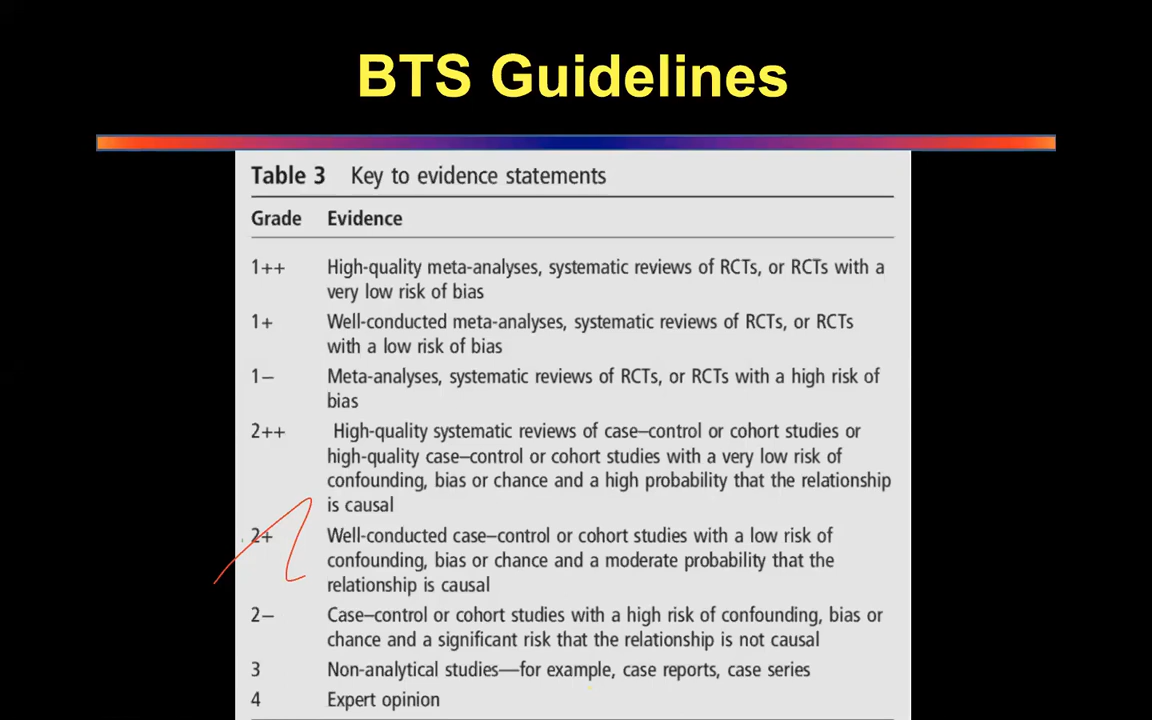 BTS Guidelines
Table 3 Key to evidence statements
Grade Evidence
1++ High-quality meta-analyses, systematic reviews of RCTs, or RCTs with a
very low risk of bias
1+ Well-conducted meta-analyses, systematic reviews of RCTs, or RCTs
with a low risk of bias
1− Meta-analyses, systematic reviews of RCTs, or RCTs with a high risk of
bias
2++ High-quality systematic reviews of case–control or cohort studies or
high-quality case–control or cohort studies with a very low risk of
confounding, bias or chance and a high probability that the relationship
is causal
2+ Well-conducted case–control or cohort studies with a low risk of
confounding, bias or chance and a moderate probability that the
relationship is causal
2− Case–control or cohort studies with a high risk of confounding, bias or
chance and a significant risk that the relationship is not causal
3 Non-analytical studies—for example, case reports, case series
4 Expert opinion